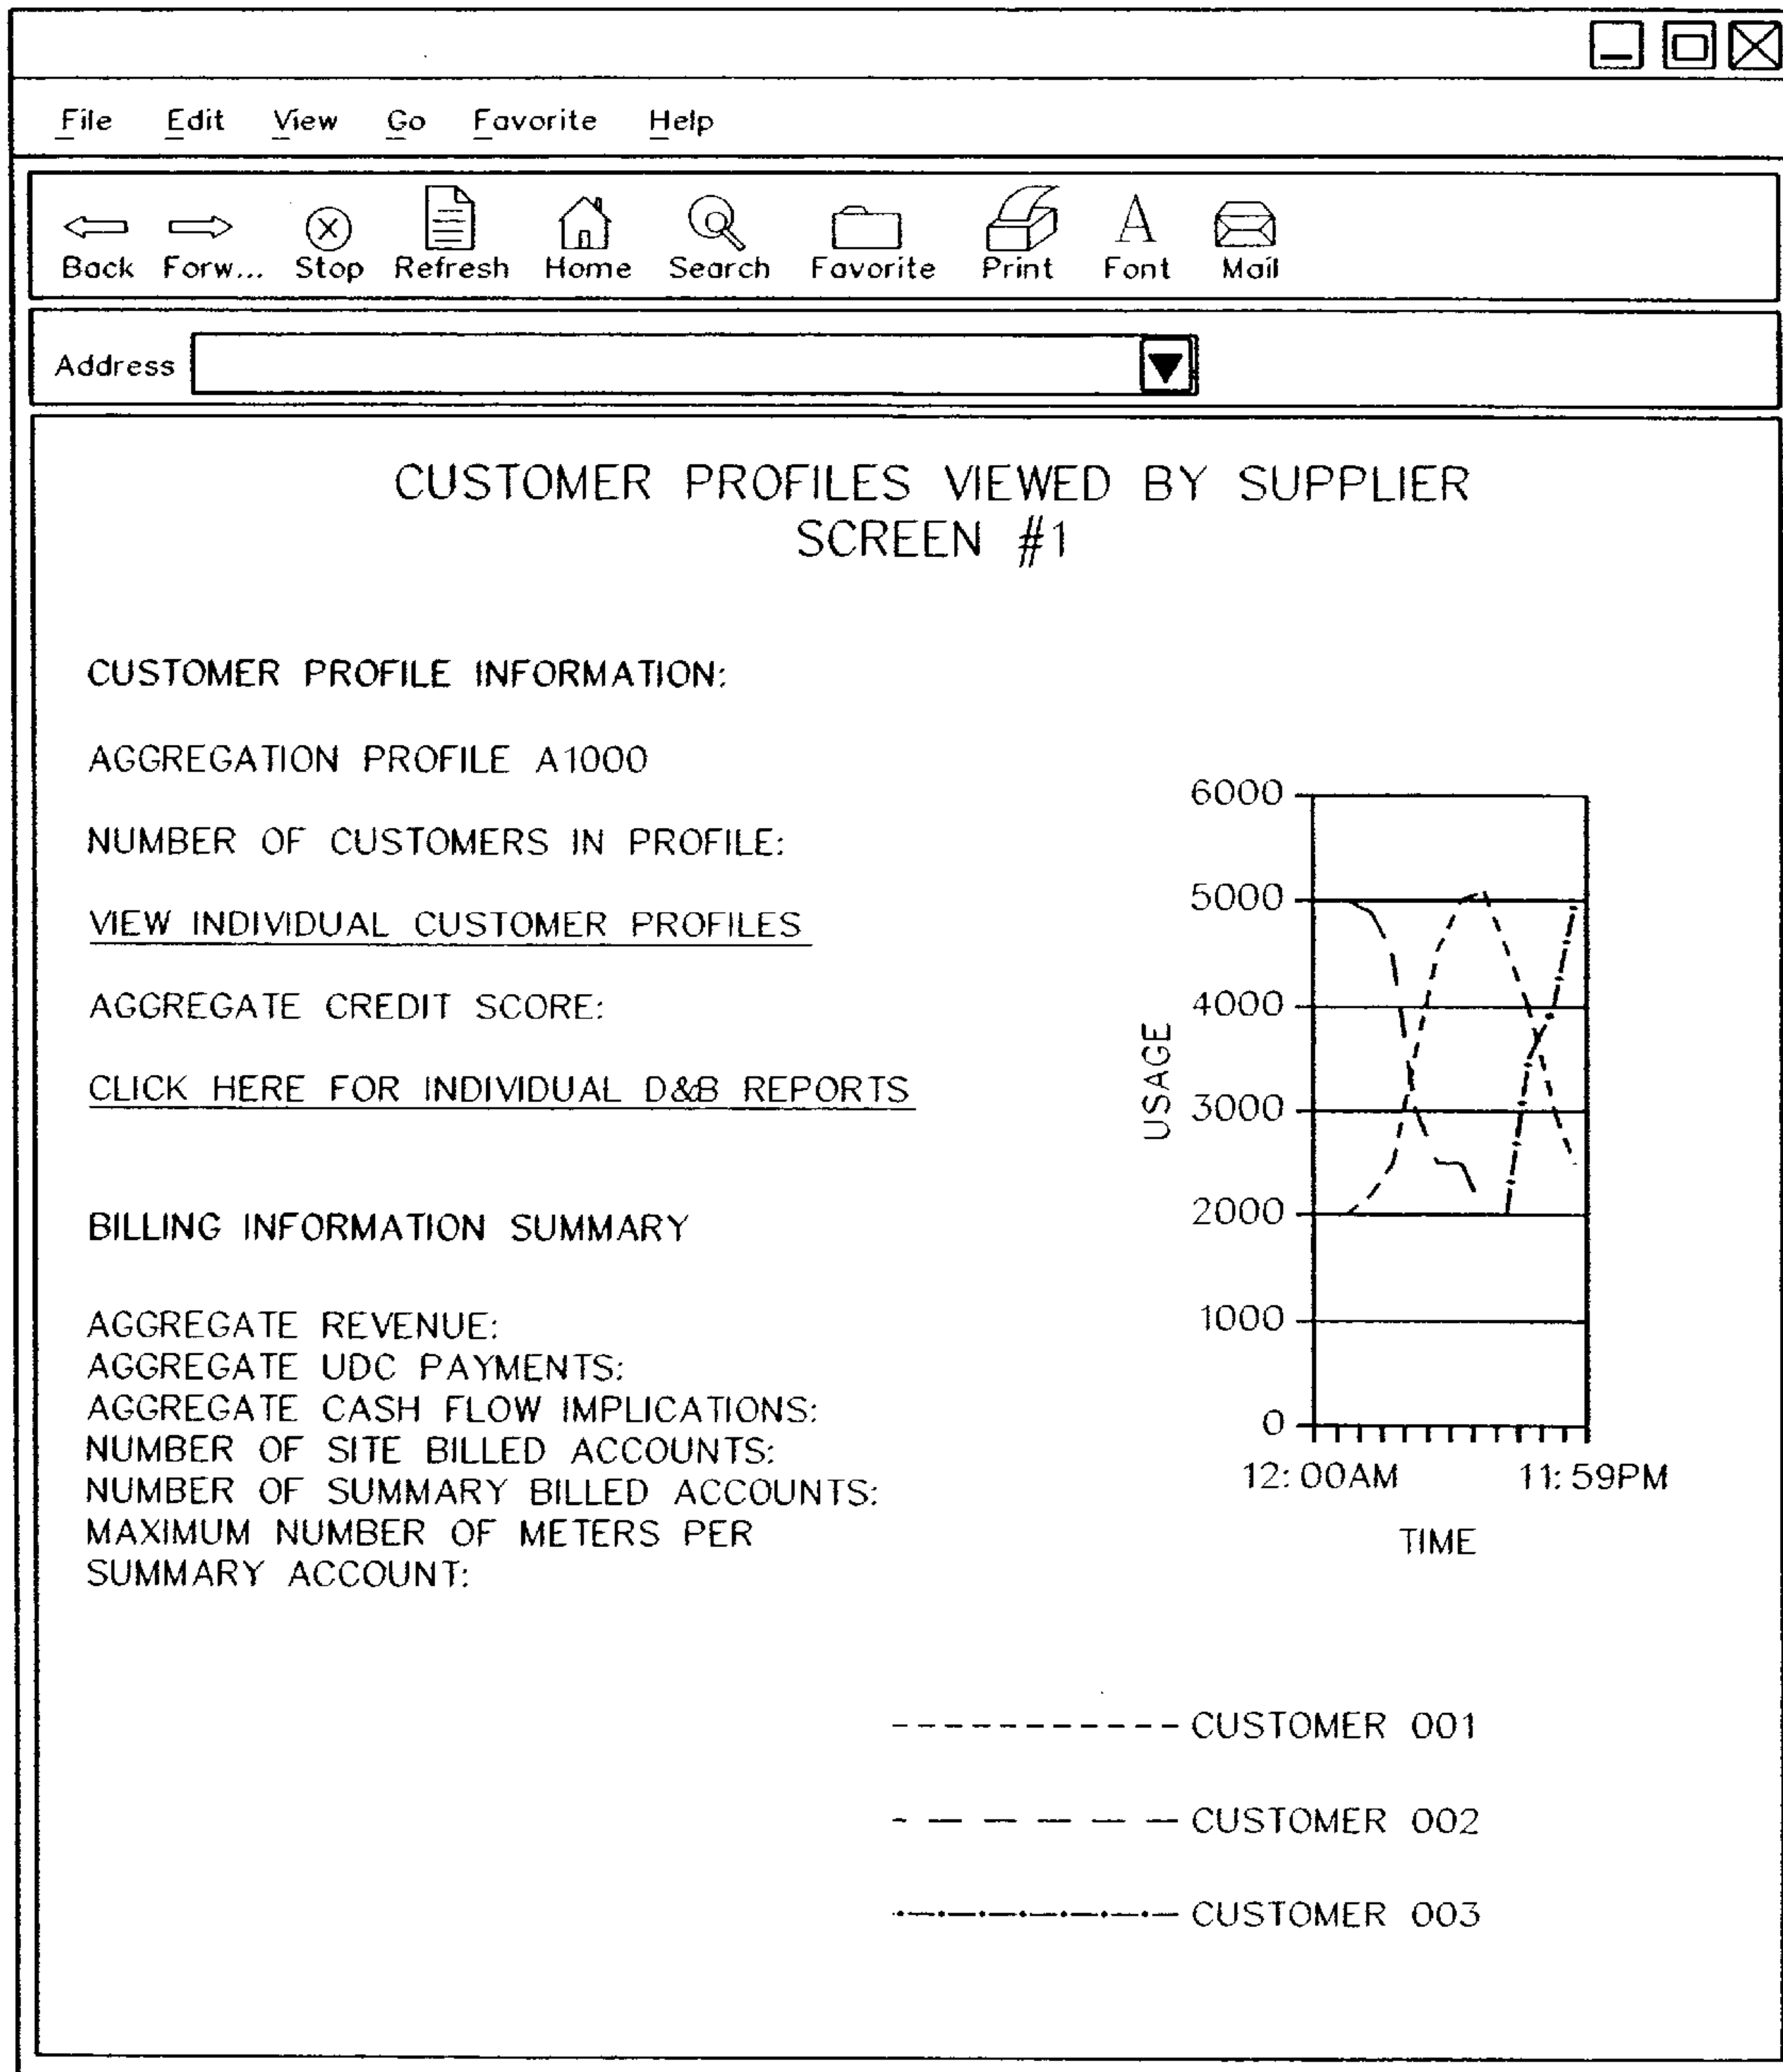 File Edit View Go Favorite Help
Back Forw... Stop Refresh Home Search Favorite Print Font Mail
Address
CUSTOMER PROFILES VIEWED BY SUPPLIER
SCREEN #1
CUSTOMER PROFILE INFORMATION:
AGGREGATION PROFILE A1000
NUMBER OF CUSTOMERS IN PROFILE:
VIEW INDIVIDUAL CUSTOMER PROFILES
AGGREGATE CREDIT SCORE:
CLICK HERE FOR INDIVIDUAL D&B REPORTS
BILLING INFORMATION SUMMARY
AGGREGATE REVENUE:
AGGREGATE UDC PAYMENTS:
AGGREGATE CASH FLOW IMPLICATIONS:
NUMBER OF SITE BILLED ACCOUNTS:
NUMBER OF SUMMARY BILLED ACCOUNTS:
MAXIMUM NUMBER OF METERS PER
SUMMARY ACCOUNT:
6000
5000
4000
3000
2000
1000
0
USAGE
12:00AM 11:59PM
TIME
CUSTOMER 001
CUSTOMER 002
CUSTOMER 003